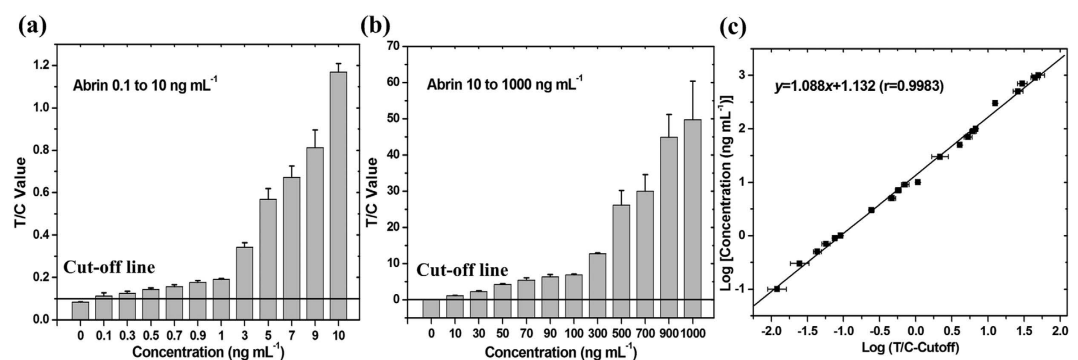 (a)
Abrin 0.1 to 10 ng mL⁻¹
T/C Value
1.2
1.0
0.8
0.6
0.4
0.2
0.0
Cut-off line
0 0.1 0.3 0.5 0.7 0.9 1 3 5 7 9 10
Concentration (ng mL⁻¹)
(b)
Abrin 10 to 1000 ng mL⁻¹
T/C Value
70
60
50
40
30
20
10
0
Cut-off line
0 10 30 50 70 90 100 300 500 700 900 1000
Concentration (ng mL⁻¹)
(c)
y=1.088x+1.132 (r=0.9983)
Log [Concentration (ng mL⁻¹)]
3
2
1
0
-1
-2.0 -1.5 -1.0 -0.5 0.0 0.5 1.0 1.5 2.0
Log (T/C-Cutoff)